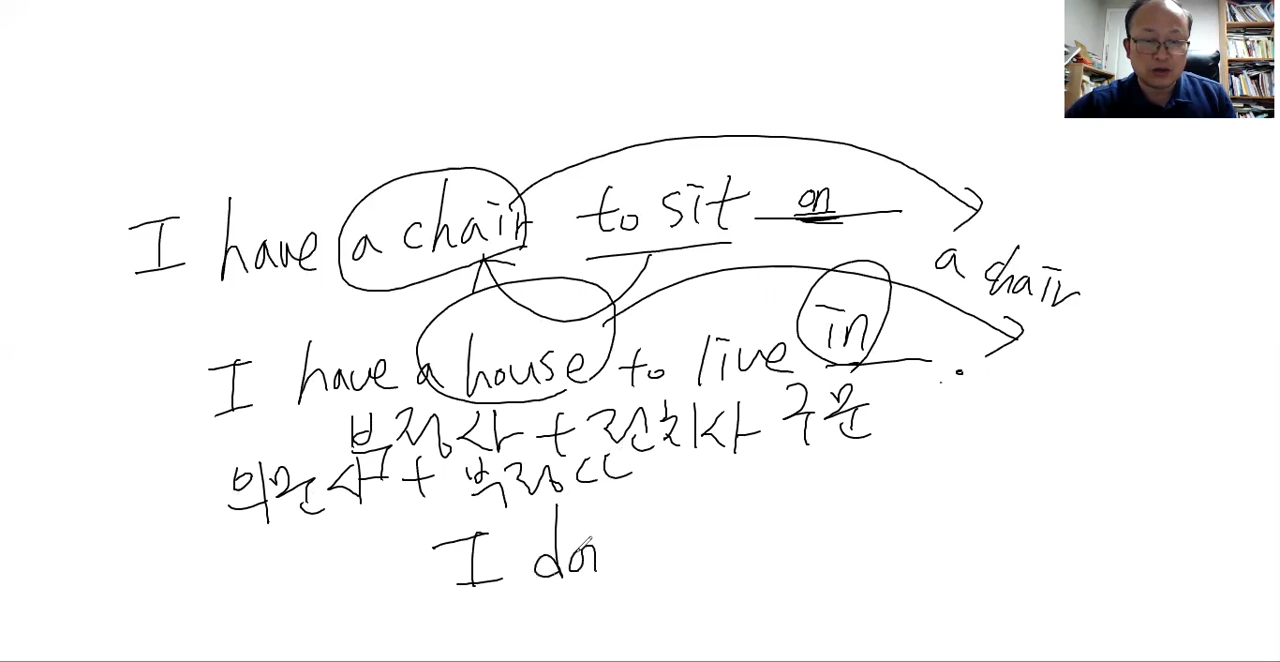 I have a chair to sit on
a chair
I have a house to live in .
부정사 + 전치사 구문
의문사 + 부정사
I don